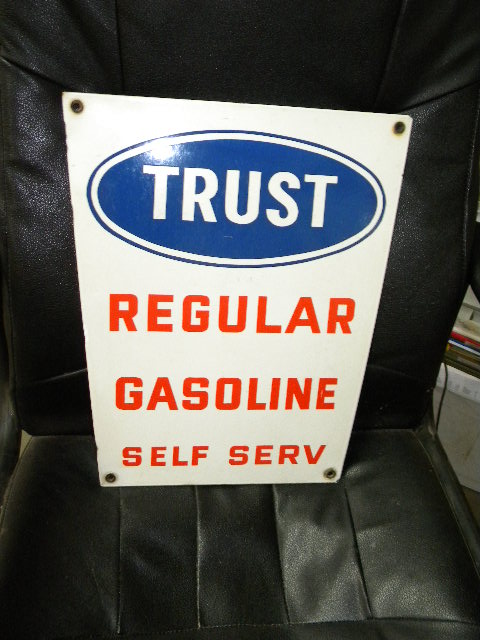 TRUST
REGULAR
GASOLINE
SELF SERV